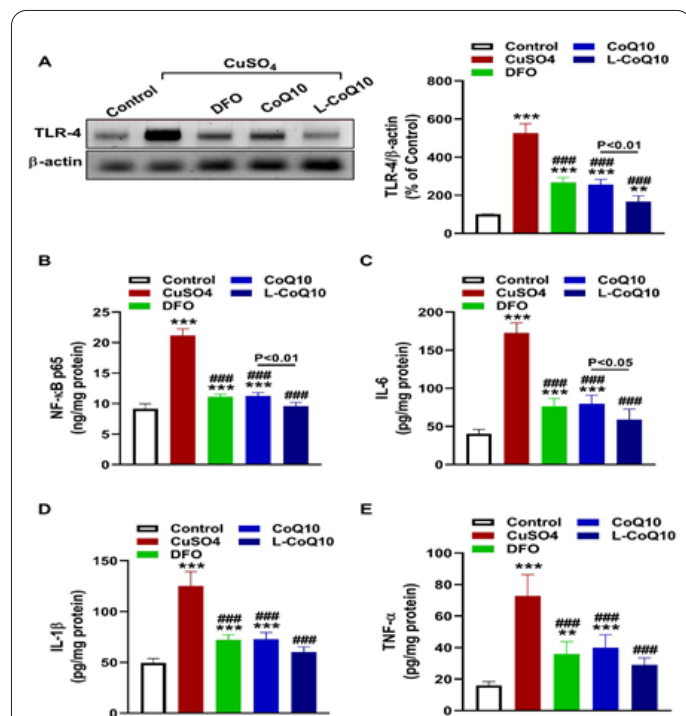 A
CuSO4
Control
DFO
CoQ10
L-CoQ10
TLR-4
β-actin
Control CoQ10
CuSO4 L-CoQ10
DFO
TLR-4/β-actin
(% of Control)
800
600
400
200
0
***
###
***
###
***
P<0.01
###
**
B
Control CoQ10
CuSO4 L-CoQ10
DFO
NF-κB p65
(ng/mg protein)
25
20
15
10
5
0
***
###
***
###
***
P<0.01
###
C
Control CoQ10
CuSO4 L-CoQ10
DFO
IL-6
(pg/mg protein)
200
150
100
50
0
***
###
***
###
***
P<0.05
###
D
Control CoQ10
CuSO4 L-CoQ10
DFO
IL-1β
(pg/mg protein)
150
100
50
0
***
###
***
###
***
###
E
Control CoQ10
CuSO4 L-CoQ10
DFO
TNF-α
(pg/mg protein)
100
80
60
40
20
0
***
###
**
###
***
###